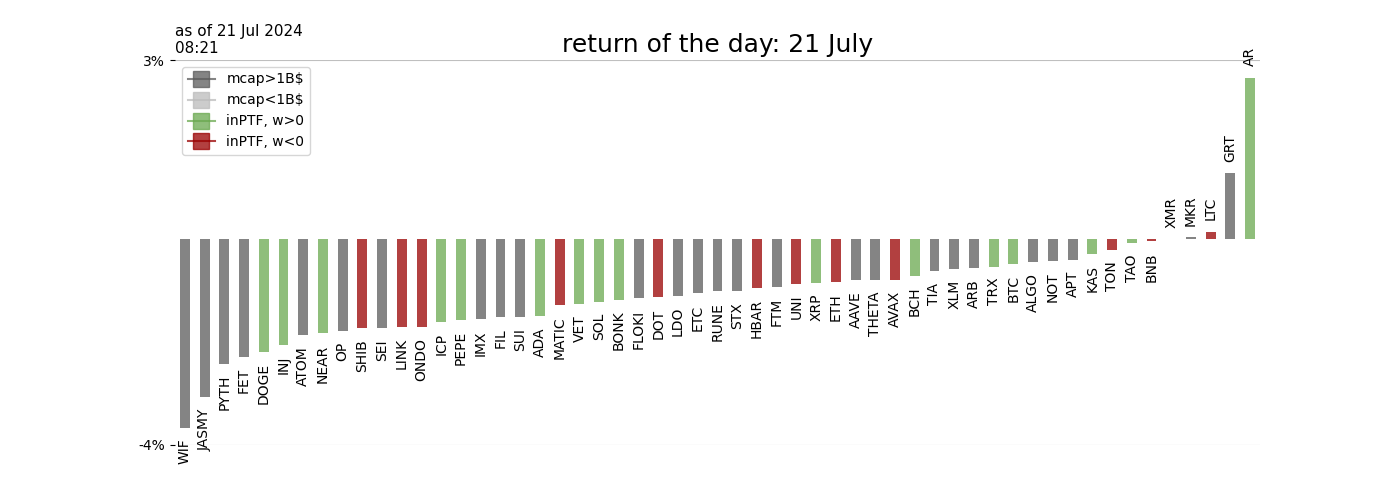 as of 21 Jul 2024
08:21
return of the day: 21 July
3%
mcap>1B$
mcap<1B$
inPTF, w>0
inPTF, w<0
-4%
WIF
JASMY
PYTH
FET
DOGE
INJ
ATOM
NEAR
OP
SHIB
SEI
LINK
ONDO
ICP
PEPE
IMX
FIL
SUI
ADA
MATIC
VET
SOL
BONK
FLOKI
DOT
LDO
ETC
RUNE
STX
HBAR
FTM
UNI
XRP
ETH
AAVE
THETA
AVAX
BCH
TIA
XLM
ARB
TRX
BTC
ALGO
NOT
APT
KAS
TON
TAO
BNB
XMR
MKR
LTC
GRT
AR